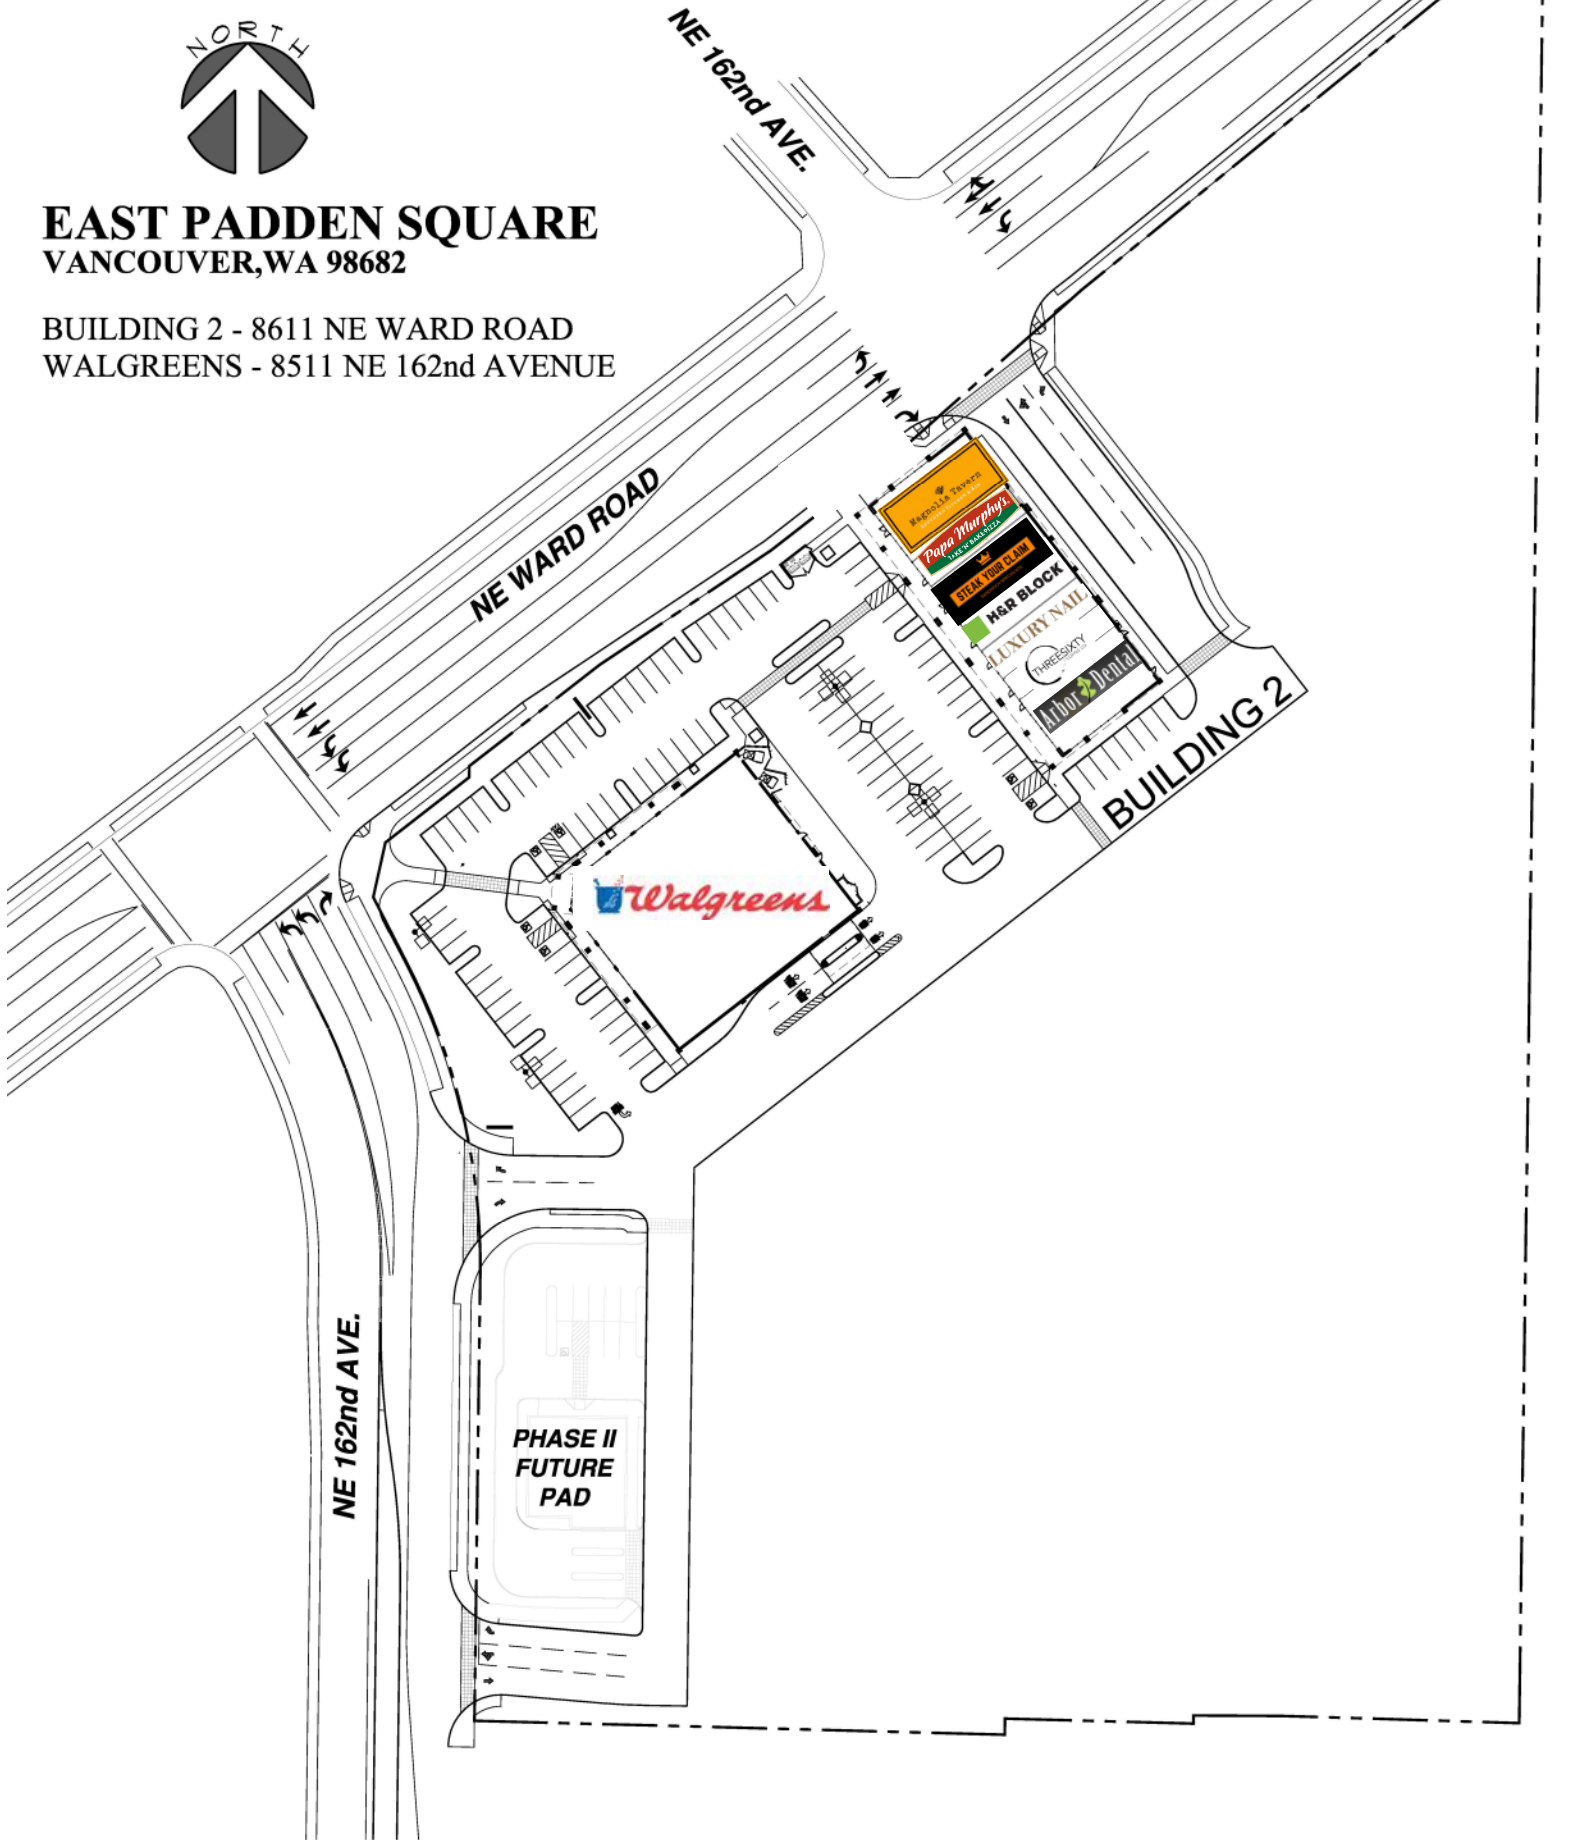 NORTH
EAST PADDEN SQUARE
VANCOUVER,WA 98682
BUILDING 2 - 8611 NE WARD ROAD
WALGREENS - 8511 NE 162nd AVENUE
NE 162nd AVE.
NE WARD ROAD
Magnolia Tavern
Papa Murphy's
TAKE 'N' BAKE PIZZA
STEAK YOUR CLAIM
H&R BLOCK
LUXURY NAIL
THREESIXTY
Arbor Dental
BUILDING 2
Walgreens
NE 162nd AVE.
PHASE II
FUTURE
PAD